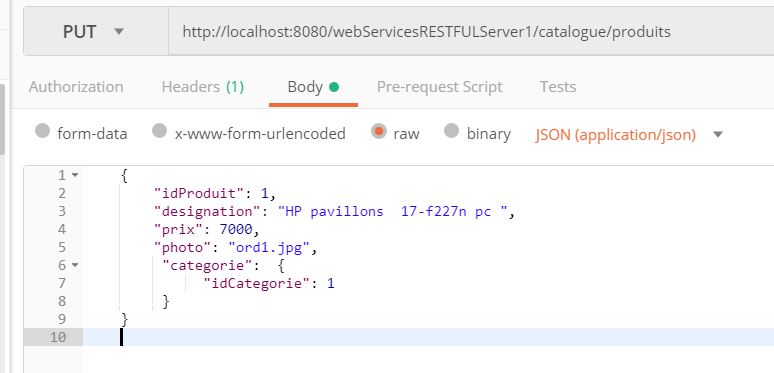 PUT http://localhost:8080/webServicesRESTFULServer1/catalogue/produits
Authorization Headers (1) Body Pre-request Script Tests
form-data x-www-form-urlencoded raw binary JSON (application/json)
1 {
2 "idProduit": 1,
3 "designation": "HP pavillons  17-f227n pc ",
4 "prix": 7000,
5 "photo": "ord1.jpg",
6 "categorie":  {
7 "idCategorie": 1
8 }
9 }
10